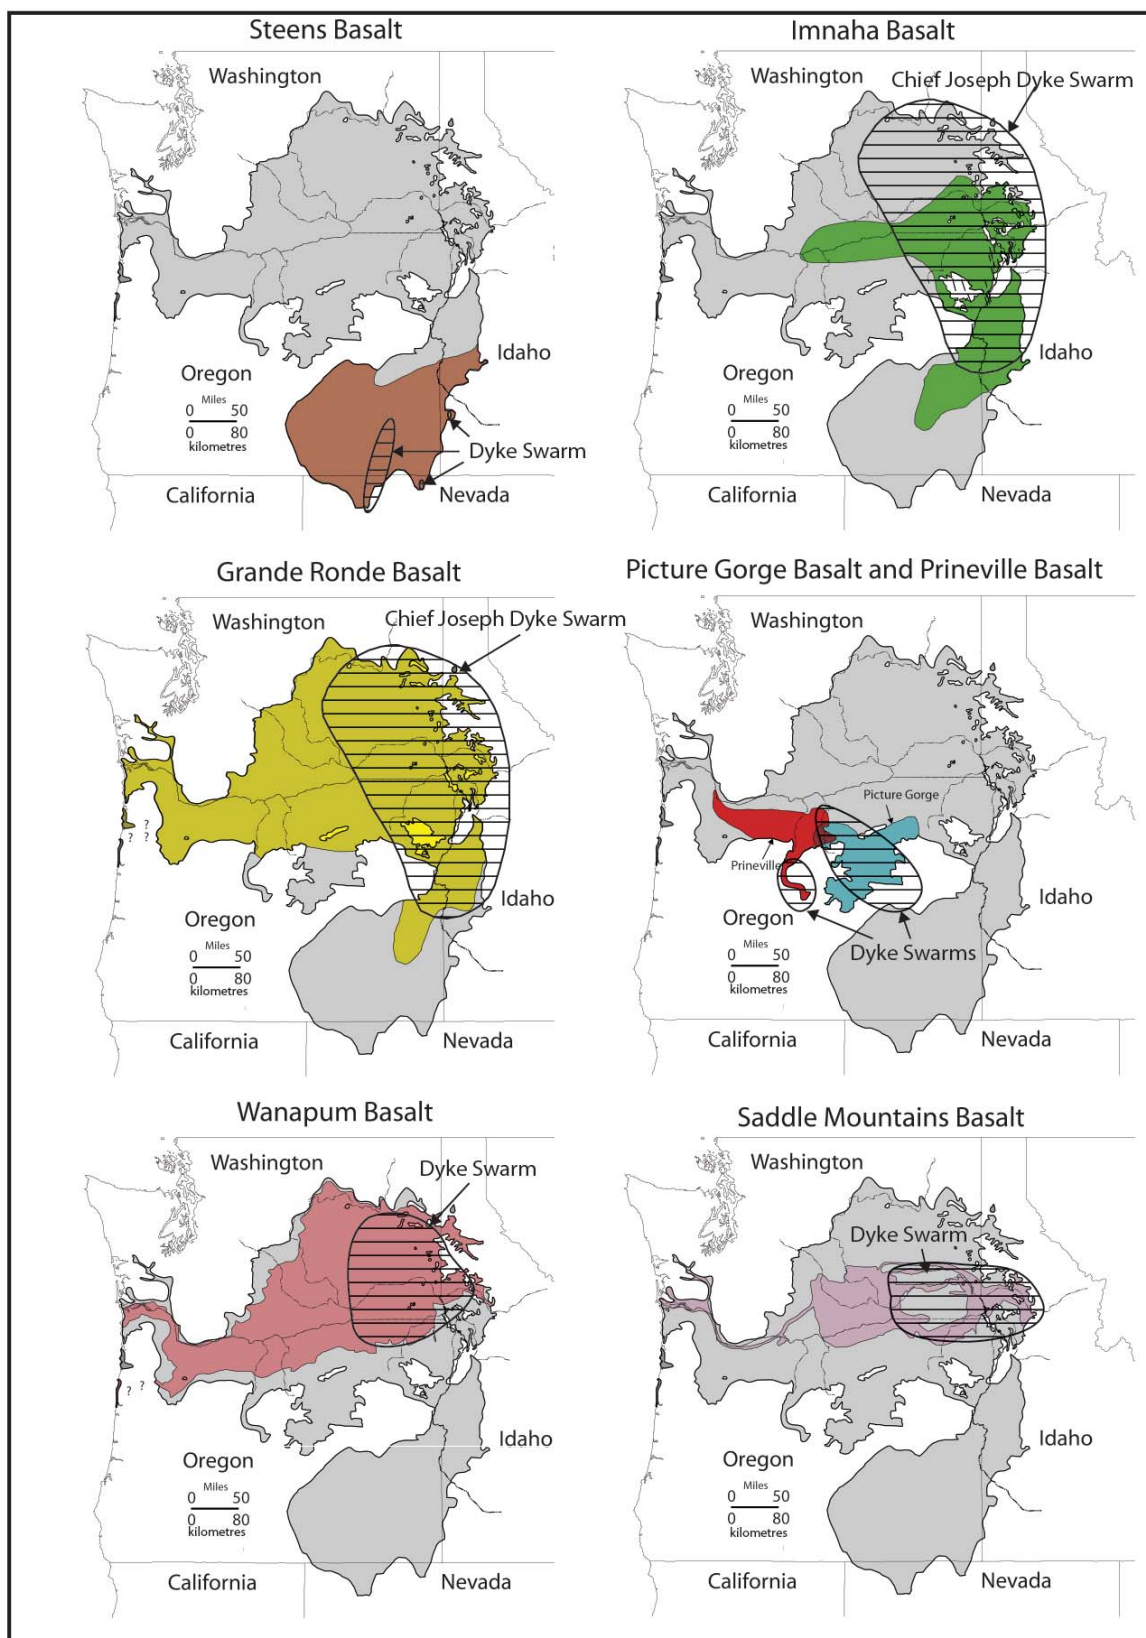 Steens Basalt
Washington
Idaho
Oregon
Miles
0 50
0 80
kilometres
Dyke Swarm
California
Nevada
Imnaha Basalt
Washington
Chief Joseph Dyke Swarm
Idaho
Oregon
Miles
0 50
0 80
kilometres
California
Nevada
Grande Ronde Basalt
Washington
Chief Joseph Dyke Swarm
?
? ?
Idaho
Oregon
Miles
0 50
0 80
kilometres
California
Nevada
Picture Gorge Basalt and Prineville Basalt
Washington
Picture Gorge
Prineville
Idaho
Oregon
Miles
0 50
0 80
kilometres
Dyke Swarms
California
Nevada
Wanapum Basalt
Washington
Dyke Swarm
? ?
Idaho
Oregon
Miles
0 50
0 80
kilometres
California
Nevada
Saddle Mountains Basalt
Washington
Dyke Swarm
Idaho
Oregon
Miles
0 50
0 80
kilometres
California
Nevada